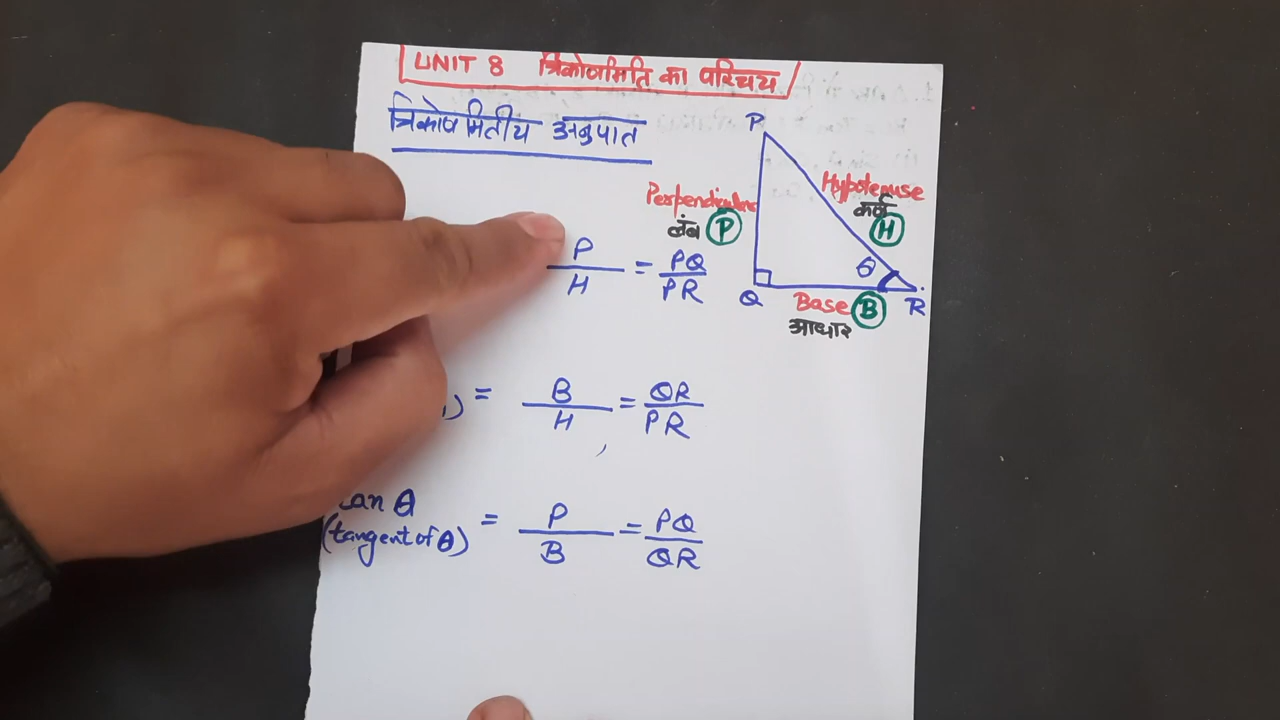 UNIT 8 त्रिकोणमिति का परिचय
त्रिकोणमितीय अनुपात
P
Perpendicular
लंब P
Hypotenuse
कर्ण
H
θ
Q
Base B
आधार
R
P/H = PQ/PR
) = B/H = QR/PR
tan θ
(tangent of θ) = P/B = PQ/QR